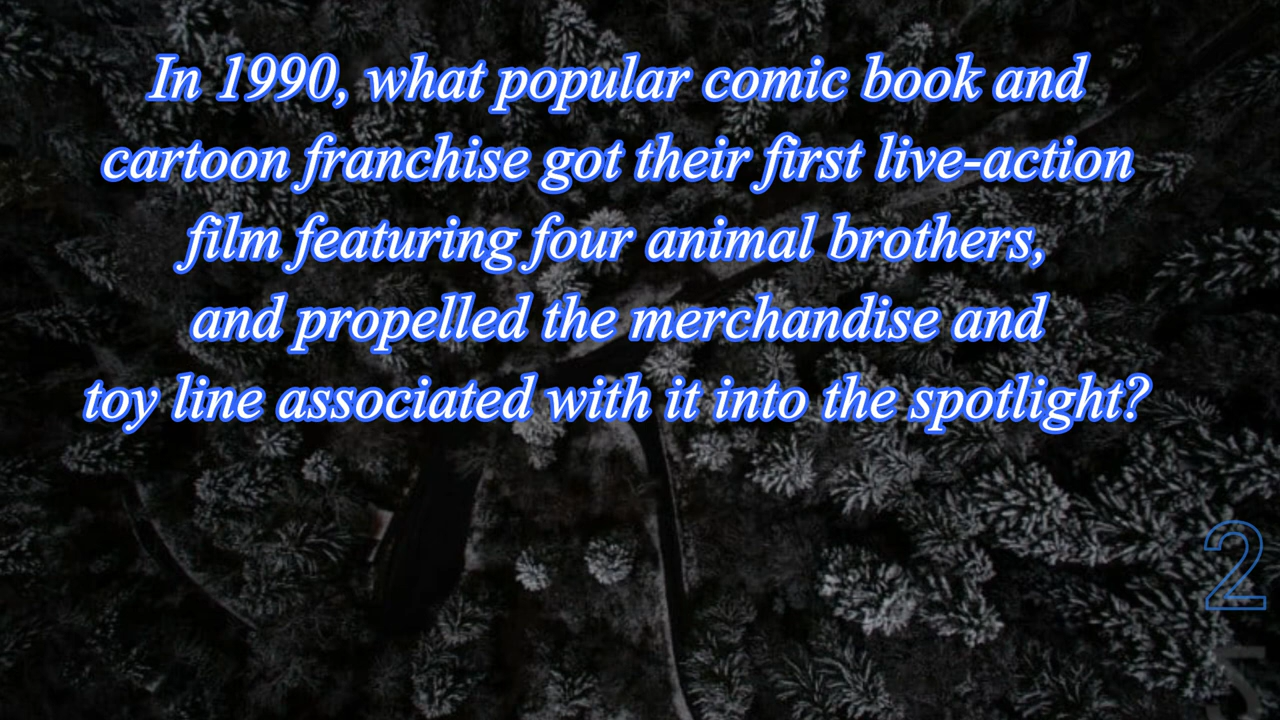 In 1990, what popular comic book and
cartoon franchise got their first live-action
film featuring four animal brothers,
and propelled the merchandise and
toy line associated with it into the spotlight?
2